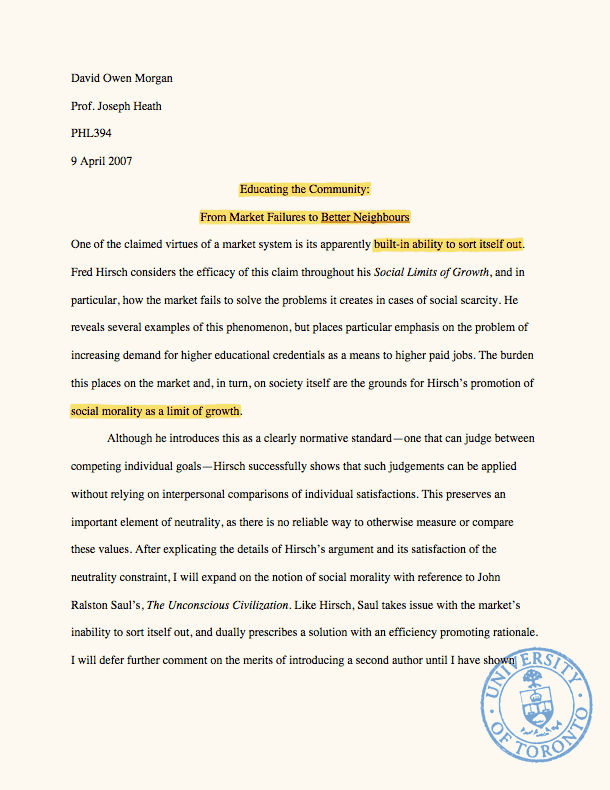 David Owen Morgan
Prof. Joseph Heath
PHL394
9 April 2007
Educating the Community:
From Market Failures to Better Neighbours
One of the claimed virtues of a market system is its apparently built-in ability to sort itself out.
Fred Hirsch considers the efficacy of this claim throughout his Social Limits of Growth, and in
particular, how the market fails to solve the problems it creates in cases of social scarcity. He
reveals several examples of this phenomenon, but places particular emphasis on the problem of
increasing demand for higher educational credentials as a means to higher paid jobs. The burden
this places on the market and, in turn, on society itself are the grounds for Hirsch’s promotion of
social morality as a limit of growth.
Although he introduces this as a clearly normative standard—one that can judge between
competing individual goals—Hirsch successfully shows that such judgements can be applied
without relying on interpersonal comparisons of individual satisfactions. This preserves an
important element of neutrality, as there is no reliable way to otherwise measure or compare
these values. After explicating the details of Hirsch’s argument and its satisfaction of the
neutrality constraint, I will expand on the notion of social morality with reference to John
Ralston Saul’s, The Unconscious Civilization. Like Hirsch, Saul takes issue with the market’s
inability to sort itself out, and dually prescribes a solution with an efficiency promoting rationale.
I will defer further comment on the merits of introducing a second author until I have shown
UNIVERSITY
OF TORONTO